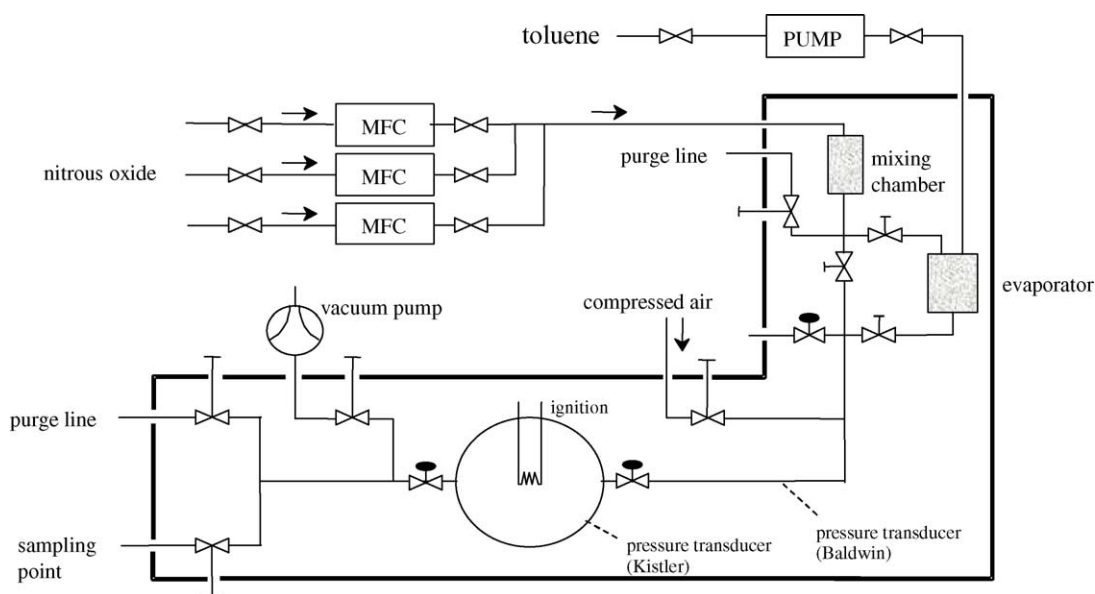 toluene
PUMP
MFC
purge line
nitrous oxide
MFC
mixing
chamber
MFC
evaporator
vacuum pump
compressed air
ignition
purge line
sampling
point
pressure transducer
(Kistler)
pressure transducer
(Baldwin)